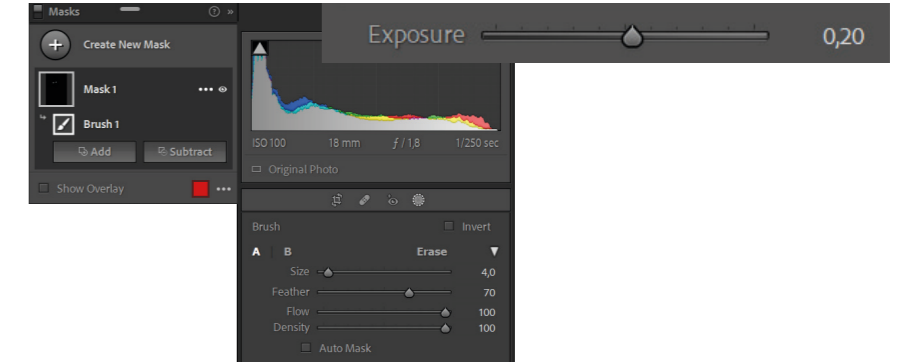 Masks
Create New Mask
Mask 1
Brush 1
Add Subtract
Show Overlay
Exposure 0,20
ISO 100 18 mm ƒ / 1,8 1/250 sec
Original Photo
Brush Invert
A B Erase
Size 4,0
Feather 70
Flow 100
Density 100
Auto Mask